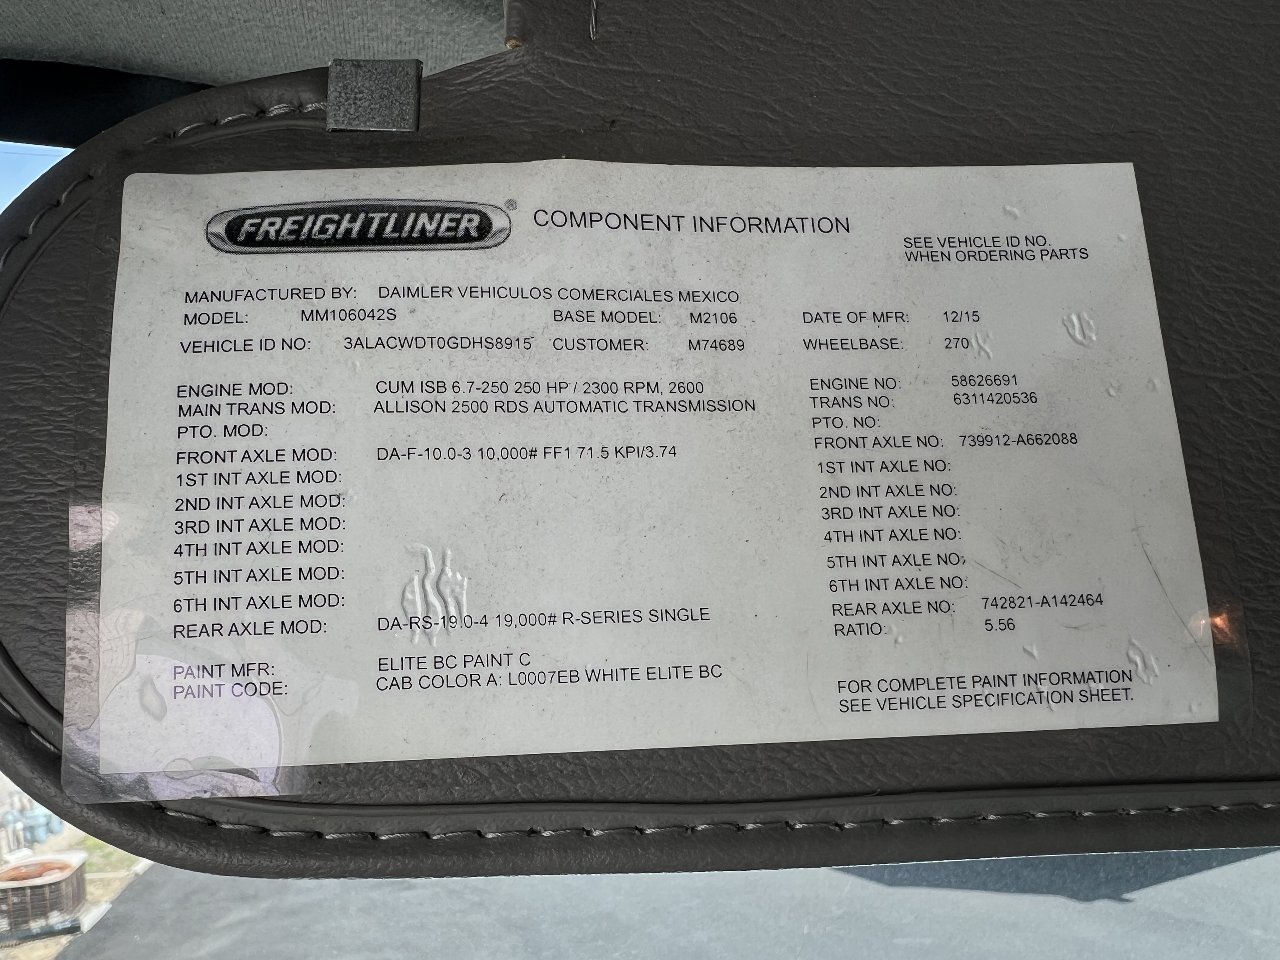 FREIGHTLINER® COMPONENT INFORMATION
SEE VEHICLE ID NO.
WHEN ORDERING PARTS
MANUFACTURED BY: DAIMLER VEHICULOS COMERCIALES MEXICO
MODEL: MM106042S BASE MODEL: M2106 DATE OF MFR: 12/15
VEHICLE ID NO: 3ALACWDT0GDHS8915 CUSTOMER: M74689 WHEELBASE: 270
ENGINE MOD: CUM ISB 6.7-250 250 HP / 2300 RPM, 2600 ENGINE NO: 58626691
MAIN TRANS MOD: ALLISON 2500 RDS AUTOMATIC TRANSMISSION TRANS NO: 6311420536
PTO. MOD: PTO. NO:
FRONT AXLE MOD: DA-F-10.0-3 10,000# FF1 71.5 KPI/3.74 FRONT AXLE NO: 739912-A662088
1ST INT AXLE MOD: 1ST INT AXLE NO:
2ND INT AXLE MOD: 2ND INT AXLE NO:
3RD INT AXLE MOD: 3RD INT AXLE NO:
4TH INT AXLE MOD: 4TH INT AXLE NO:
5TH INT AXLE MOD: 5TH INT AXLE NO:
6TH INT AXLE MOD: 6TH INT AXLE NO:
REAR AXLE MOD: DA-RS-19.0-4 19,000# R-SERIES SINGLE REAR AXLE NO: 742821-A142464
RATIO: 5.56
PAINT MFR: ELITE BC PAINT C
PAINT CODE: CAB COLOR A: L0007EB WHITE ELITE BC
FOR COMPLETE PAINT INFORMATION
SEE VEHICLE SPECIFICATION SHEET.